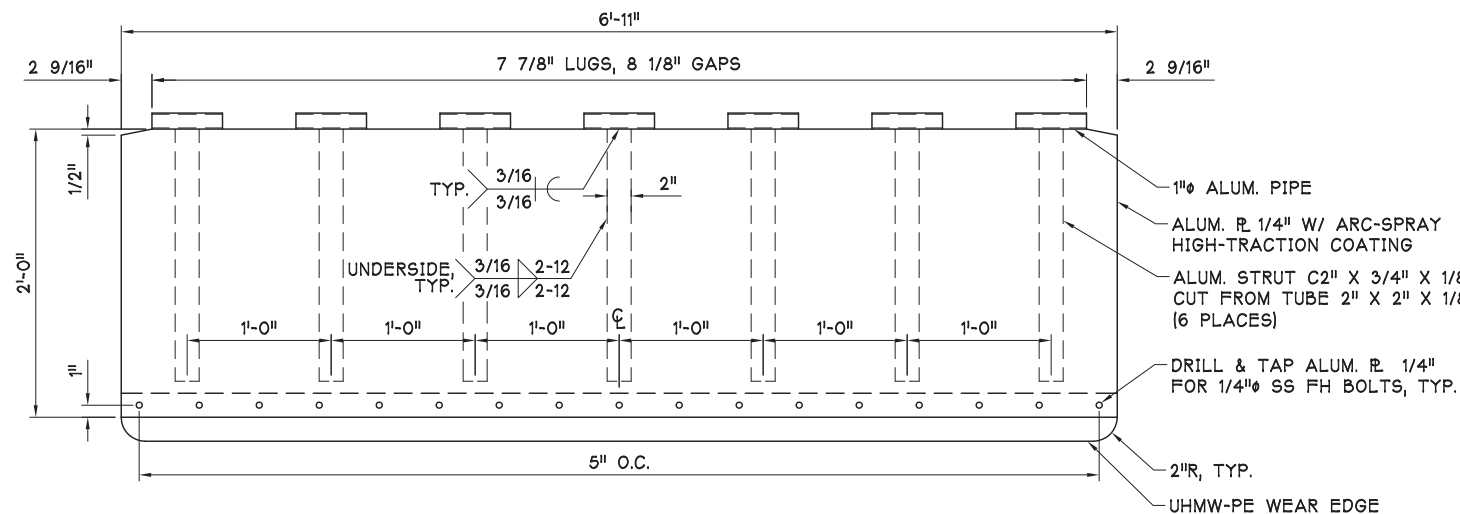 6'-11"
2 9/16"
7 7/8" LUGS, 8 1/8" GAPS
2 9/16"
1/2"
2'-0"
1"
TYP.
3/16
3/16
2"
UNDERSIDE,
TYP.
3/16
3/16
2-12
2-12
1'-0"
1'-0"
1'-0"
℄
1'-0"
1'-0"
1'-0"
1"ø ALUM. PIPE
ALUM. ⅊ 1/4" W/ ARC-SPRAY
HIGH-TRACTION COATING
ALUM. STRUT C2" X 3/4" X 1/8
CUT FROM TUBE 2" X 2" X 1/8
(6 PLACES)
DRILL & TAP ALUM. ⅊ 1/4"
FOR 1/4"ø SS FH BOLTS, TYP.
5" O.C.
2"R, TYP.
UHMW-PE WEAR EDGE